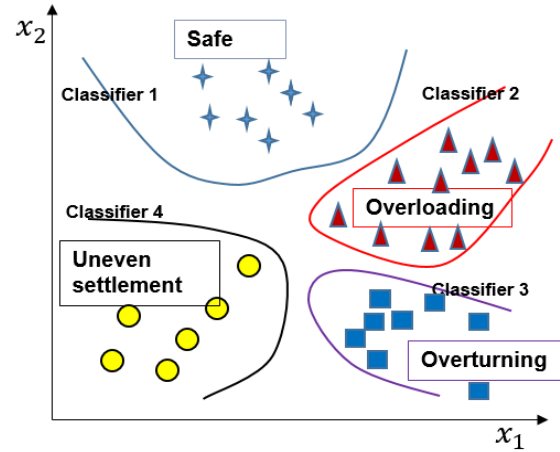 x₂
Safe
Classifier 1
Classifier 2
Overloading
Classifier 4
Uneven
settlement
Classifier 3
Overturning
x₁